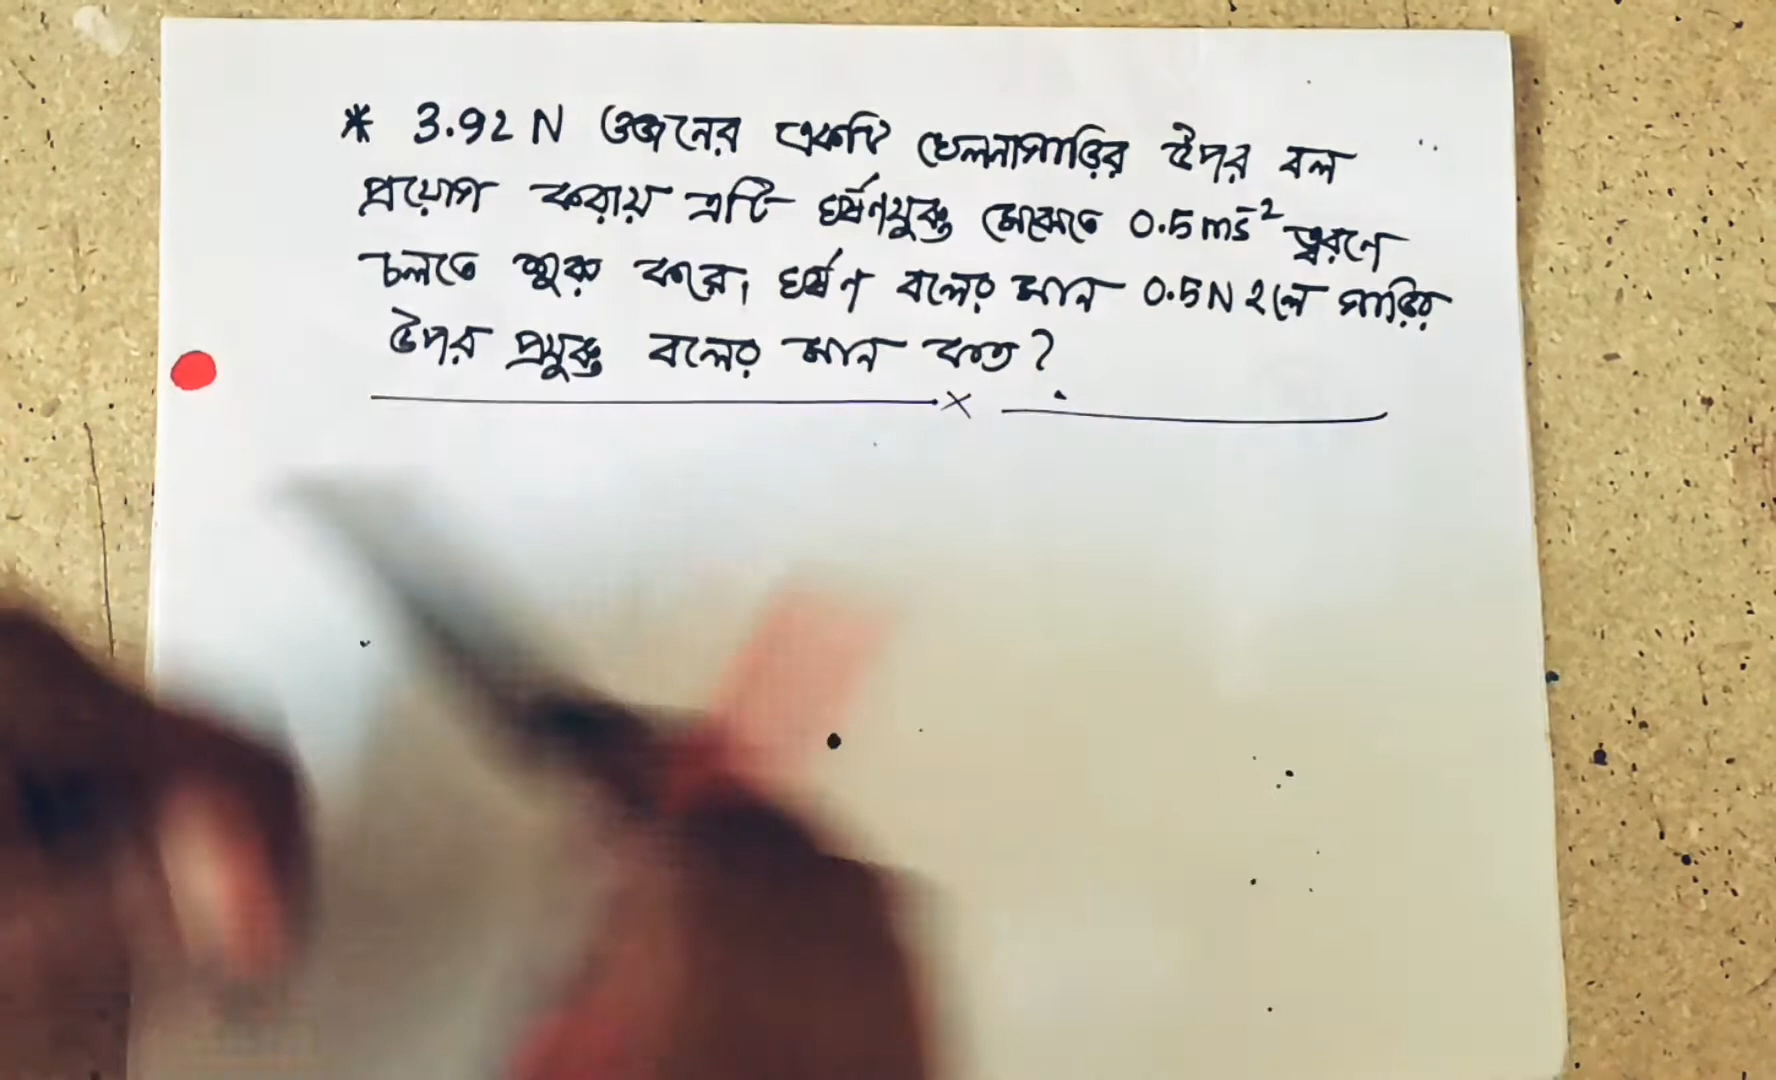 * 3.92 N ওজনের একটি খেলনাগাড়ির উপর বল
প্রয়োগ করায় এটি ঘর্ষণযুক্ত মেঝেতে 0.5 ms⁻² ত্বরণে
চলতে শুরু করে। ঘর্ষণ বলের মান 0.5N হলে গাড়ির
উপর প্রযুক্ত বলের মান কত?